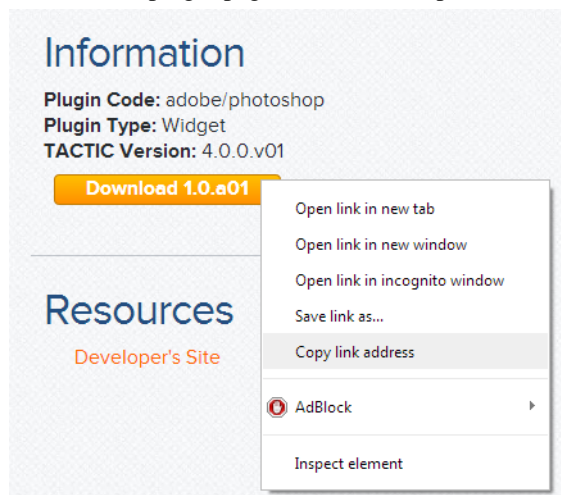 Information
Plugin Code: adobe/photoshop
Plugin Type: Widget
TACTIC Version: 4.0.0.v01
Download 1.0.a01
Open link in new tab
Open link in new window
Open link in incognito window
Save link as...
Copy link address
AdBlock
Inspect element
Resources
Developer's Site